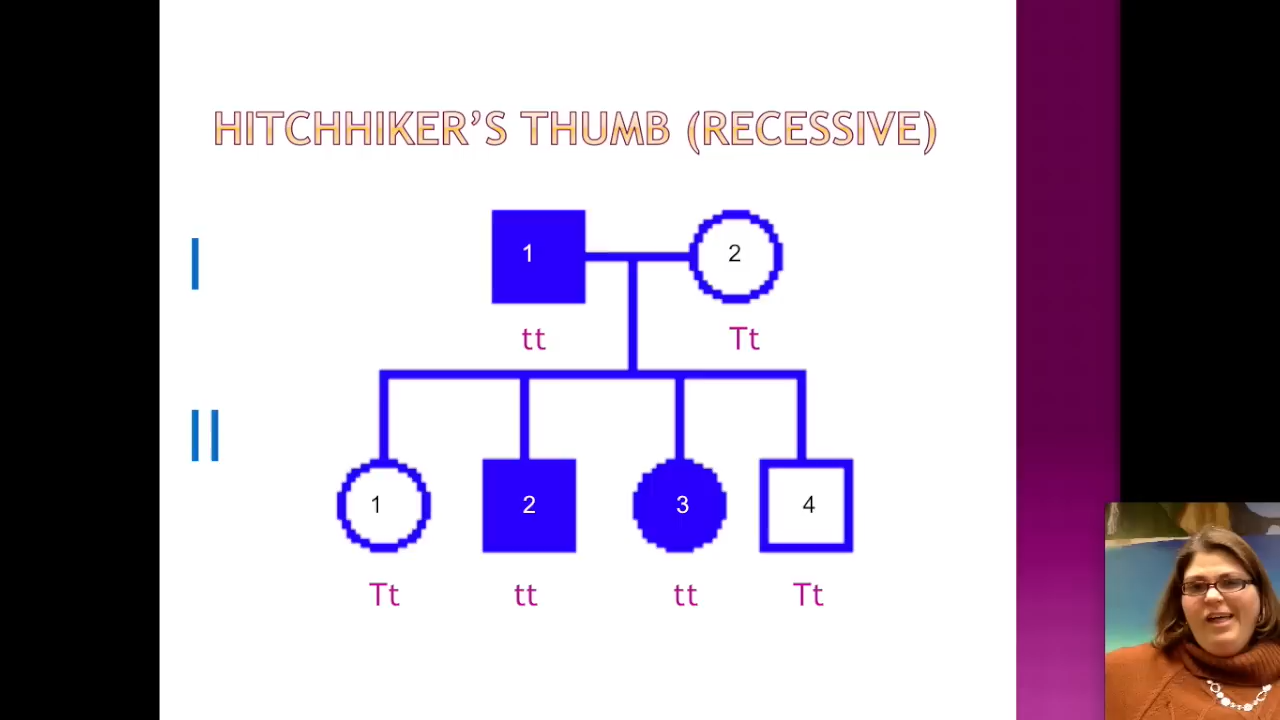 HITCHHIKER'S THUMB (RECESSIVE)
I
1 2
tt Tt
II
1 2 3 4
Tt tt tt Tt